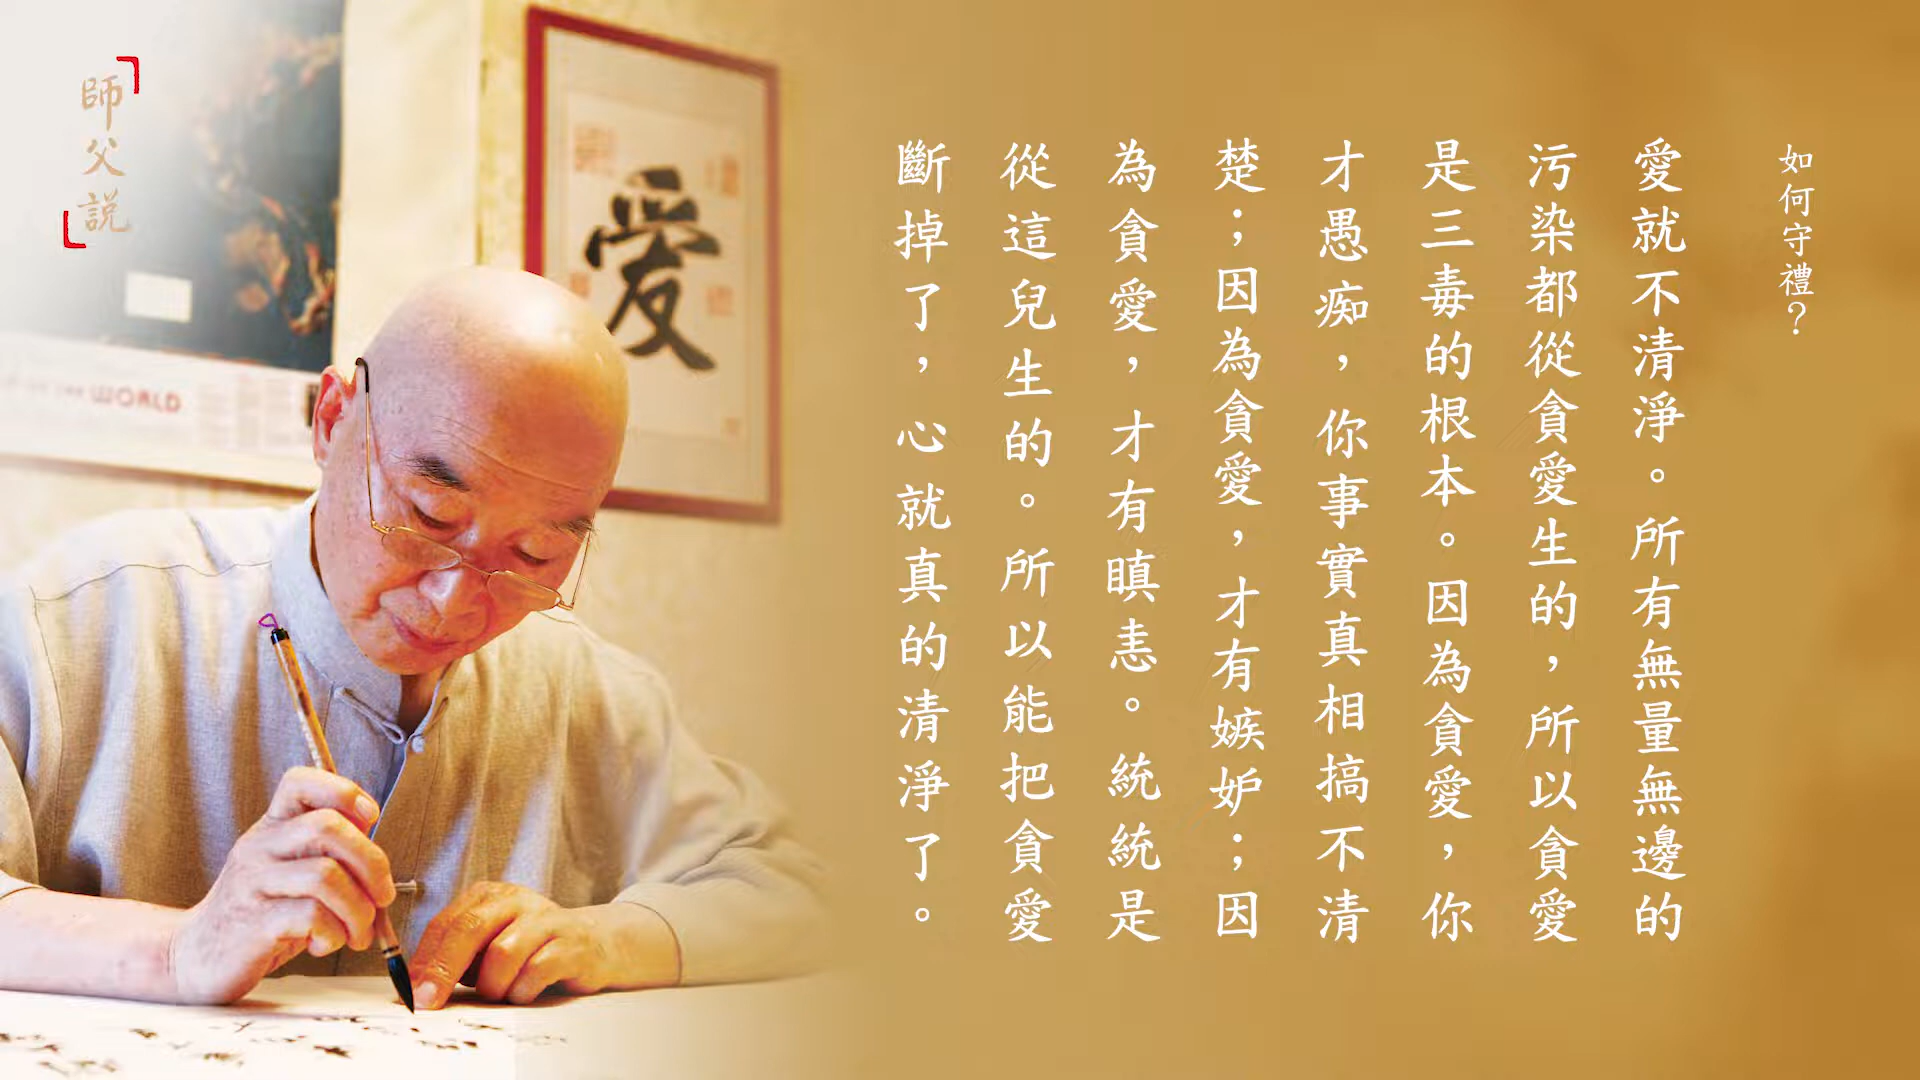 師父說
如何守禮？
愛就不清淨。所有無量無邊的
污染都從貪愛生的，所以貪愛
是三毒的根本。因為貪愛，你
才愚痴，你事實真相搞不清
楚；因為貪愛，才有嫉妒；因
為貪愛，才有瞋恚。統統是
從這兒生的。所以能把貪愛
斷掉了，心就真的清淨了。
愛
WORLD